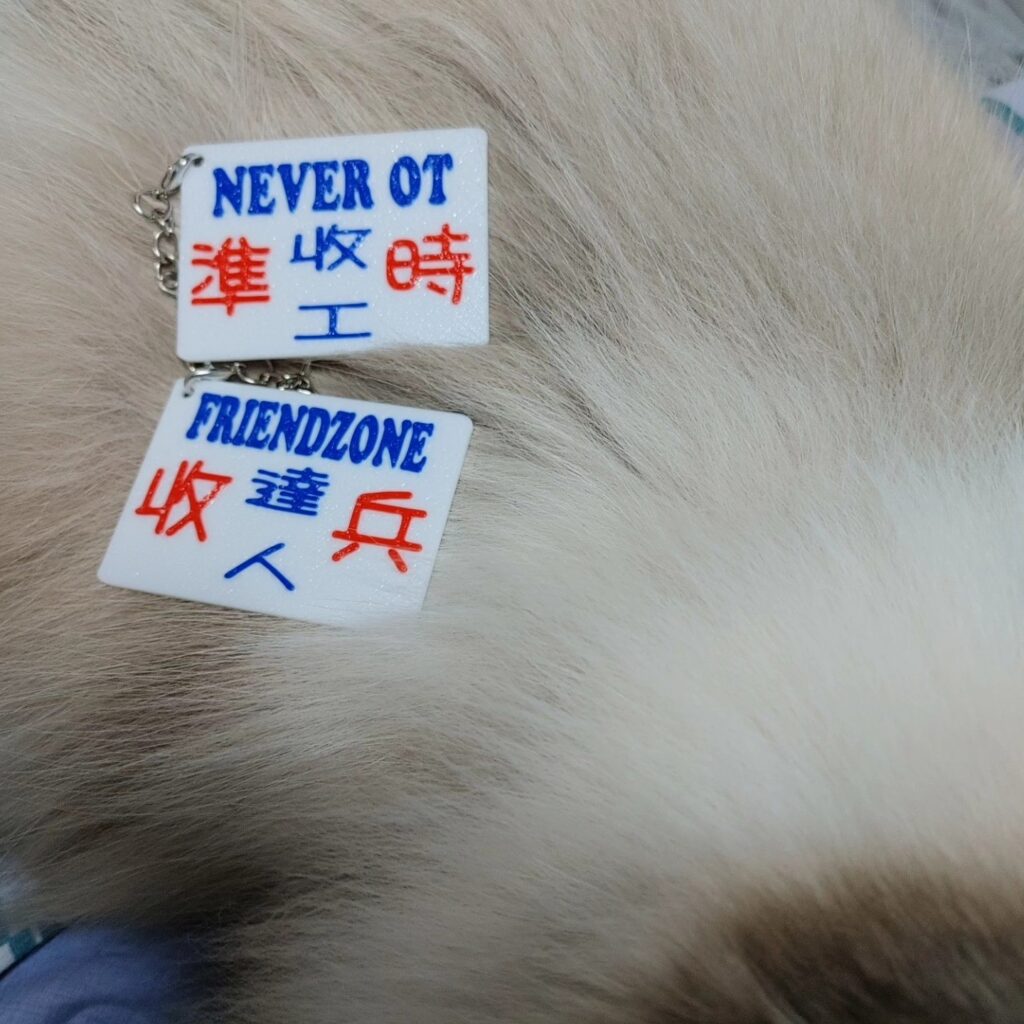 NEVER OT
準 收 時
工
FRIENDZONE
收 達 兵
人